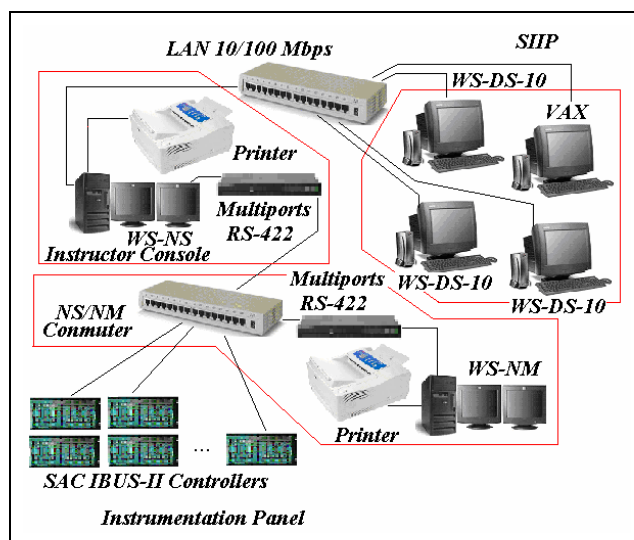 LAN 10/100 Mbps
SIIP
WS-DS-10
VAX
Printer
WS-NS
Multiports
RS-422
Instructor Console
WS-DS-10
WS-DS-10
NS/NM
Conmuter
Multiports
RS-422
WS-NM
Printer
...
SAC IBUS-II Controllers
Instrumentation Panel